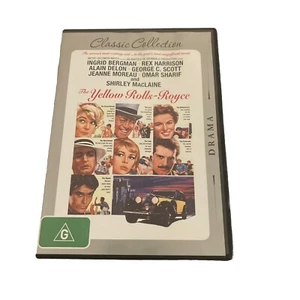 Classic Collection
INGRID BERGMAN REX HARRISON
ALAIN DELON GEORGE C. SCOTT
JEANNE MOREAU OMAR SHARIF
and
SHIRLEY MacLAINE
The Yellow Rolls-Royce
DRAMA
G